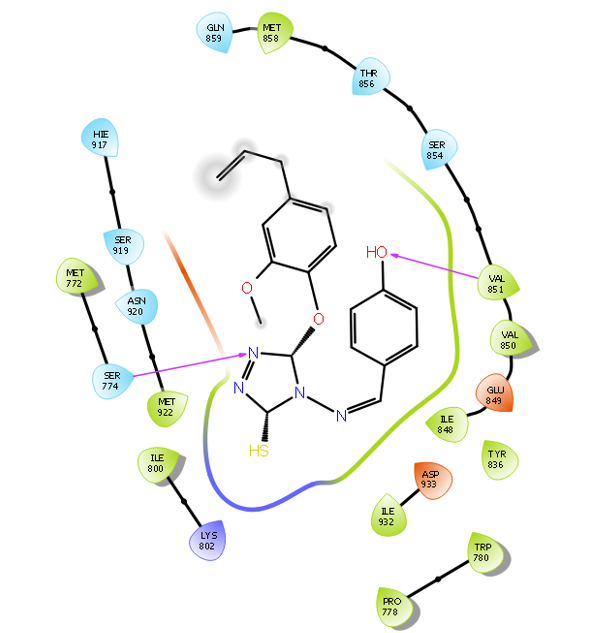 GLN
859
MET
858
THR
856
SER
854
HIE
917
SER
919
MET
772
ASN
920
SER
774
MET
922
ILE
800
LYS
802
HO
VAL
851
VAL
850
GLU
849
ILE
848
TYR
836
ASP
933
ILE
932
TRP
780
PRO
778
O
O
N
N
N
N
HS